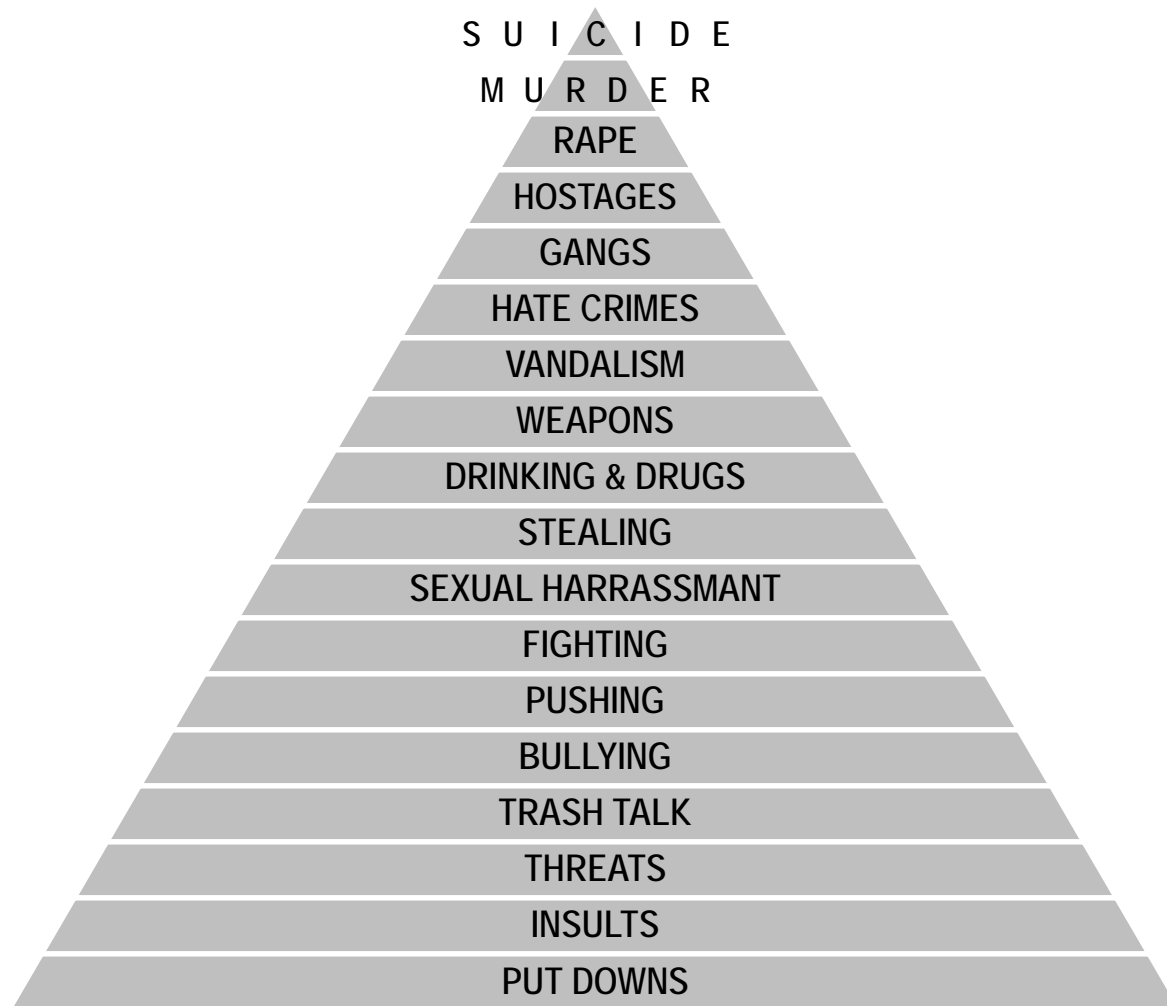 SUICIDE
MURDER
RAPE
HOSTAGES
GANGS
HATE CRIMES
VANDALISM
WEAPONS
DRINKING & DRUGS
STEALING
SEXUAL HARRASSMANT
FIGHTING
PUSHING
BULLYING
TRASH TALK
THREATS
INSULTS
PUT DOWNS